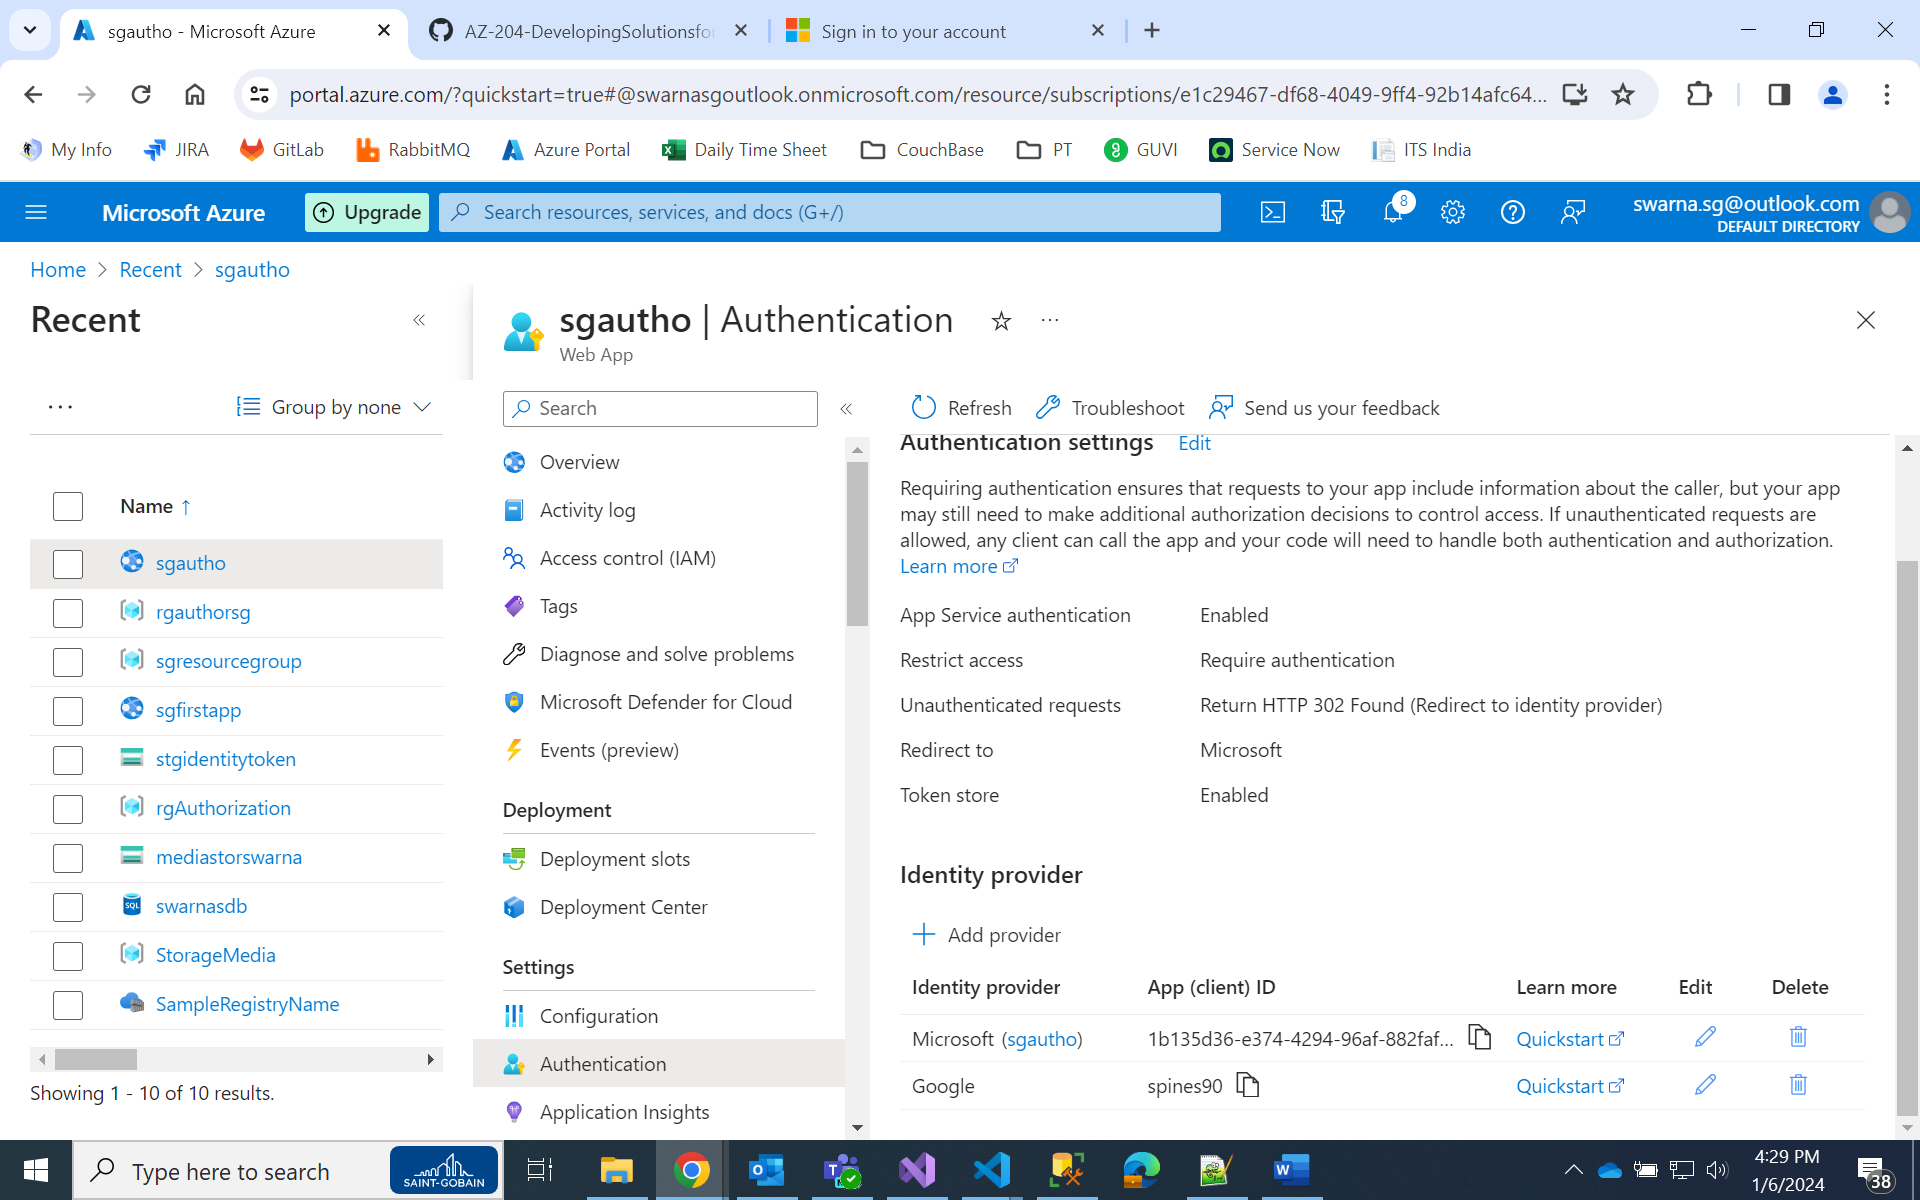 sgautho - Microsoft Azure
AZ-204-DevelopingSolutionsfor
Sign in to your account
portal.azure.com/?quickstart=true#@swarnasgoutlook.onmicrosoft.com/resource/subscriptions/e1c29467-df68-4049-9ff4-92b14afc64...
My Info
JIRA
GitLab
RabbitMQ
Azure Portal
Daily Time Sheet
CouchBase
PT
GUVI
Service Now
ITS India
Microsoft Azure
Upgrade
Search resources, services, and docs (G+/)
8
swarna.sg@outlook.com
DEFAULT DIRECTORY
Home > Recent > sgautho
Recent
«
sgautho | Authentication
...
Web App
...
Group by none
Name ↑
sgautho
rgauthorsg
sgresourcegroup
sgfirstapp
stgidentitytoken
rgAuthorization
mediastorswarna
SQL
swarnasdb
StorageMedia
SampleRegistryName
Showing 1 - 10 of 10 results.
Search
«
Overview
Activity log
Access control (IAM)
Tags
Diagnose and solve problems
Microsoft Defender for Cloud
Events (preview)
Deployment
Deployment slots
Deployment Center
Settings
Configuration
Authentication
Application Insights
Refresh
Troubleshoot
Send us your feedback
Authentication settings Edit
Requiring authentication ensures that requests to your app include information about the caller, but your app
may still need to make additional authorization decisions to control access. If unauthenticated requests are
allowed, any client can call the app and your code will need to handle both authentication and authorization.
Learn more
App Service authentication Enabled
Restrict access Require authentication
Unauthenticated requests Return HTTP 302 Found (Redirect to identity provider)
Redirect to Microsoft
Token store Enabled
Identity provider
Add provider
Identity provider App (client) ID Learn more Edit Delete
Microsoft (sgautho) 1b135d36-e374-4294-96af-882faf... Quickstart
Google spines90 Quickstart
Type here to search
SAINT-GOBAIN
4:29 PM
1/6/2024
38